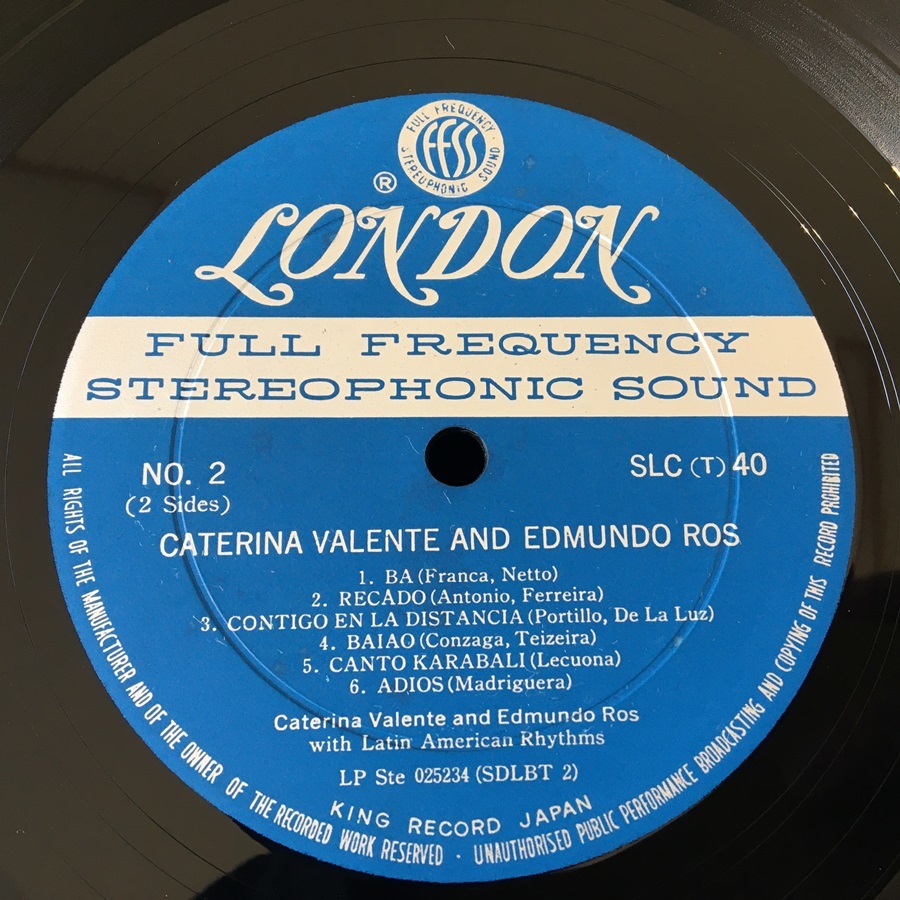 FULL FREQUENCY
FFSS
STEREOPHONIC SOUND
®
LONDON
FULL FREQUENCY
STEREOPHONIC SOUND
NO. 2
SLC (T) 40
(2 Sides)
CATERINA VALENTE AND EDMUNDO ROS
1. BA (Franca, Netto)
2. RECADO (Antonio, Ferreira)
3. CONTIGO EN LA DISTANCIA (Portillo, De La Luz)
4. BAIAO (Conzaga, Teizeira)
5. CANTO KARABALI (Lecuona)
6. ADIOS (Madriguera)
Caterina Valente and Edmundo Ros
with Latin American Rhythms
LP Ste 025234 (SDLBT 2)
KING RECORD JAPAN
ALL RIGHTS OF THE MANUFACTURER AND OF THE OWNER OF THE RECORDED WORK RESERVED · UNAUTHORISED PUBLIC PERFORMANCE BROADCASTING AND COPYING OF THIS RECORD PROHIBITED